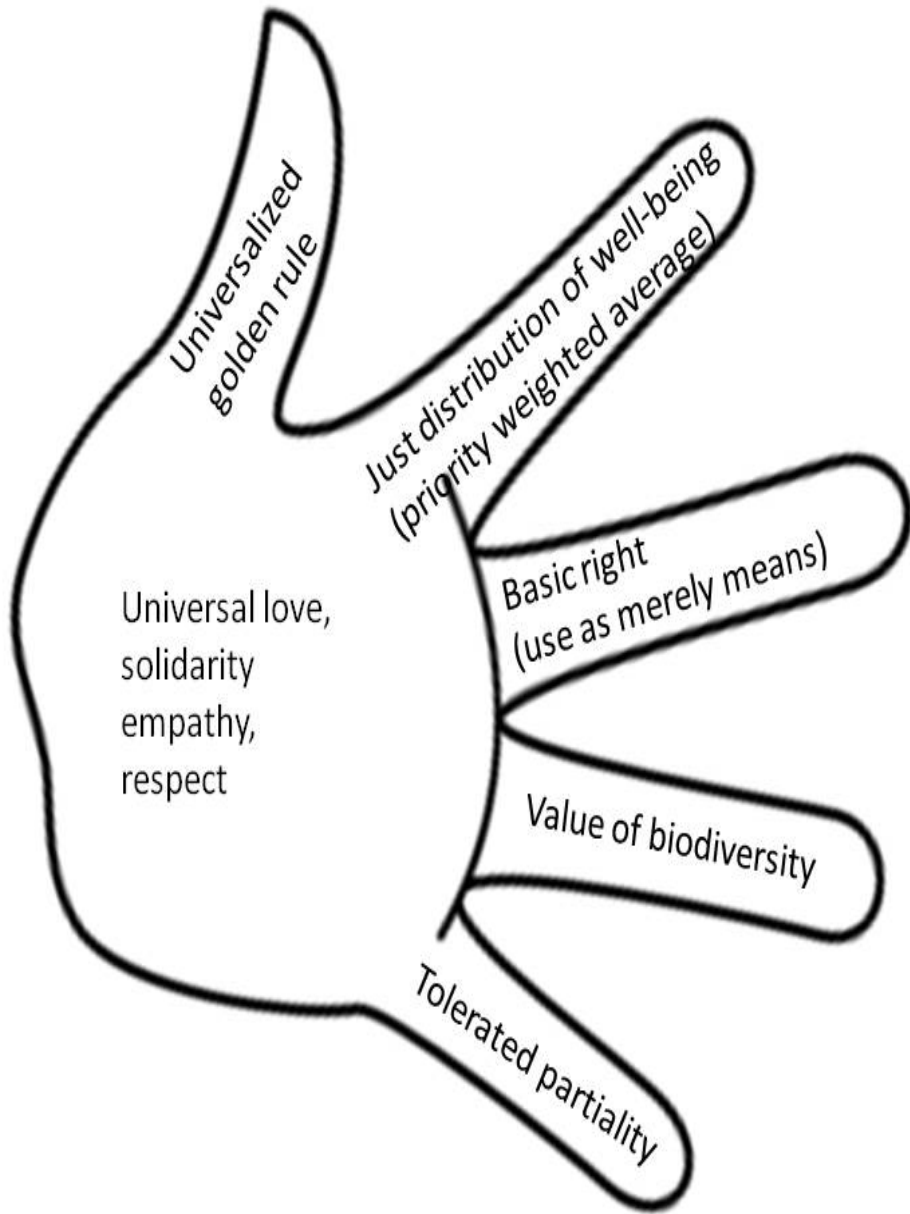 Universalized
golden rule
Just distribution of well-being
(priority weighted average)
Basic right
(use as merely means)
Universal love,
solidarity
empathy,
respect
Value of biodiversity
Tolerated partiality